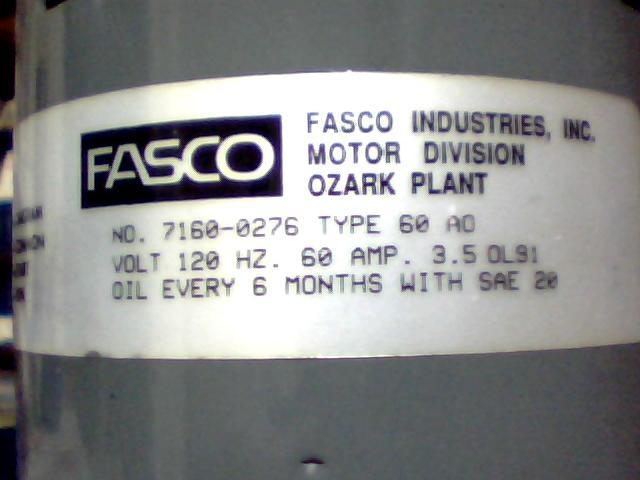 FASCO
FASCO INDUSTRIES, INC.
MOTOR DIVISION
OZARK PLANT
NO. 7160-0276 TYPE 60 AO
VOLT 120 HZ. 60 AMP. 3.5 OL91
OIL EVERY 6 MONTHS WITH SAE 20